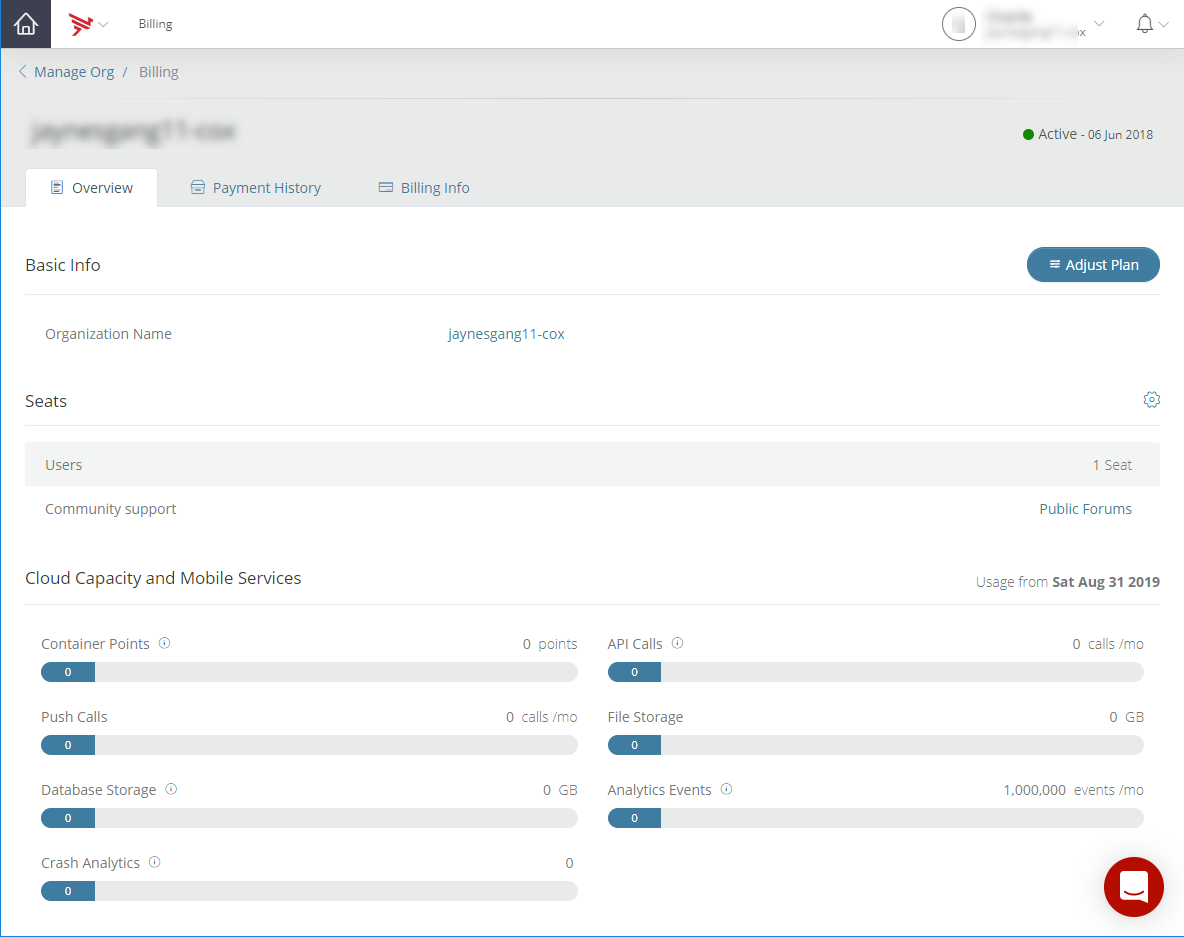 Billing
Manage Org / Billing
jaynesgang11-cox
Active - 06 Jun 2018
Overview Payment History Billing Info
Basic Info Adjust Plan
Organization Name jaynesgang11-cox
Seats
Users 1 Seat
Community support Public Forums
Cloud Capacity and Mobile Services Usage from Sat Aug 31 2019
Container Points 0 points API Calls 0 calls /mo
0 0
Push Calls 0 calls /mo File Storage 0 GB
0 0
Database Storage 0 GB Analytics Events 1,000,000 events /mo
0 0
Crash Analytics 0
0